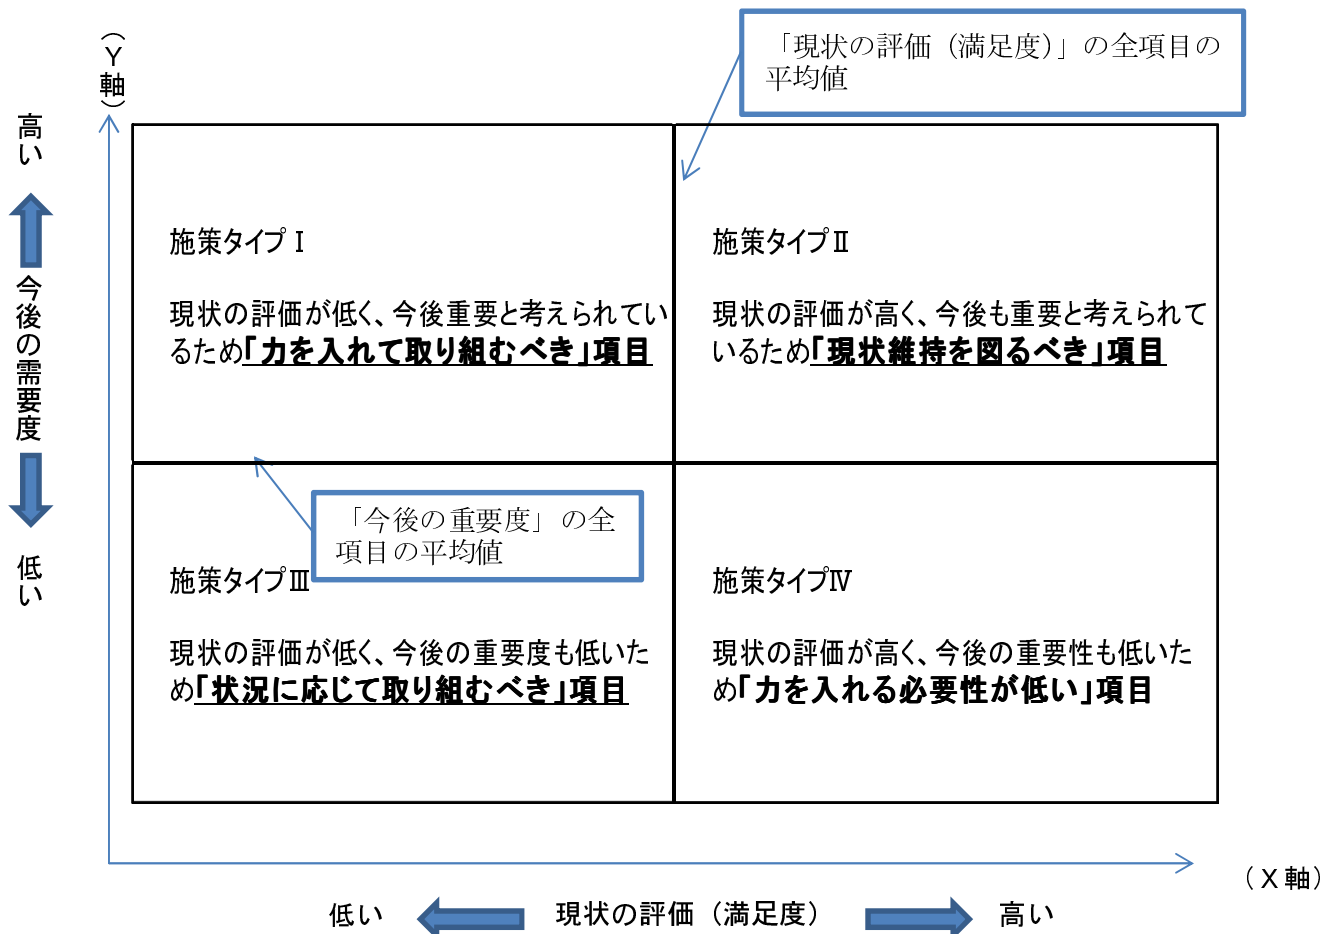 （Ｙ軸）
「現状の評価（満足度）」の全項目の
平均値
高い
今後の需要度
低い
施策タイプⅠ
現状の評価が低く、今後重要と考えられてい
るため「力を入れて取り組むべき」項目
施策タイプⅡ
現状の評価が高く、今後も重要と考えられて
いるため「現状維持を図るべき」項目
「今後の重要度」の全
項目の平均値
施策タイプⅢ
現状の評価が低く、今後の重要度も低いた
め「状況に応じて取り組むべき」項目
施策タイプⅣ
現状の評価が高く、今後の重要性も低いた
め「力を入れる必要性が低い」項目
（Ｘ軸）
低い
現状の評価（満足度）
高い